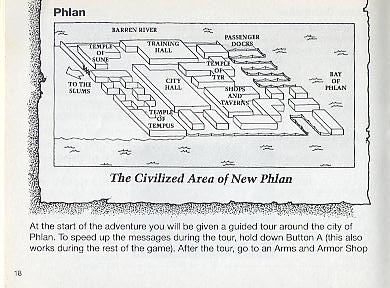 Phlan
BARREN RIVER
PASSENGER
DOCKS
TEMPLE
OF
SUNE
TRAINING
HALL
TEMPLE
OF
TYR
TO THE
SLUMS
CITY
HALL
SHOPS
AND
TAVERNS
BAY
OF
PHLAN
TEMPLE
OF
TEMPUS
The Civilized Area of New Phlan
At the start of the adventure you will be given a guided tour around the city of
Phlan. To speed up the messages during the tour, hold down Button A (this also
works during the rest of the game). After the tour, go to an Arms and Armor Shop
18